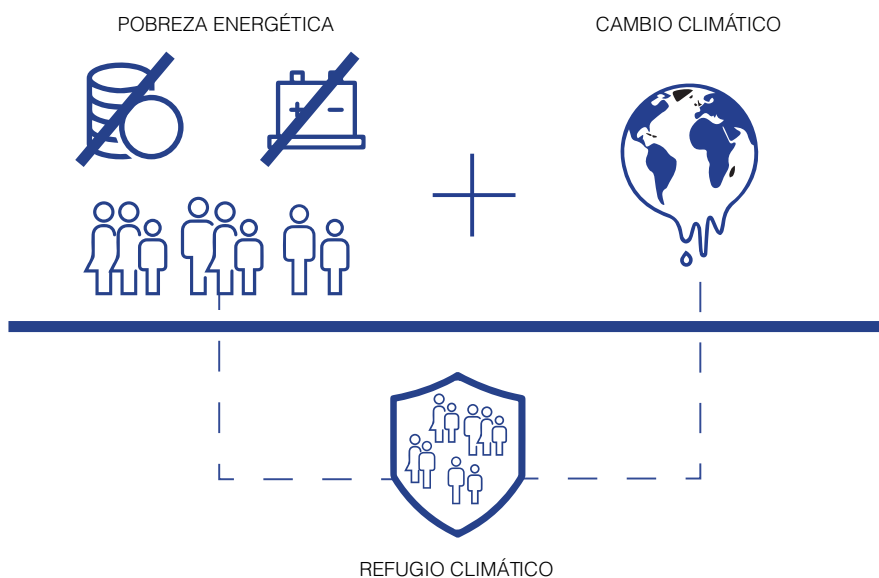 POBREZA ENERGÉTICA
CAMBIO CLIMÁTICO
REFUGIO CLIMÁTICO